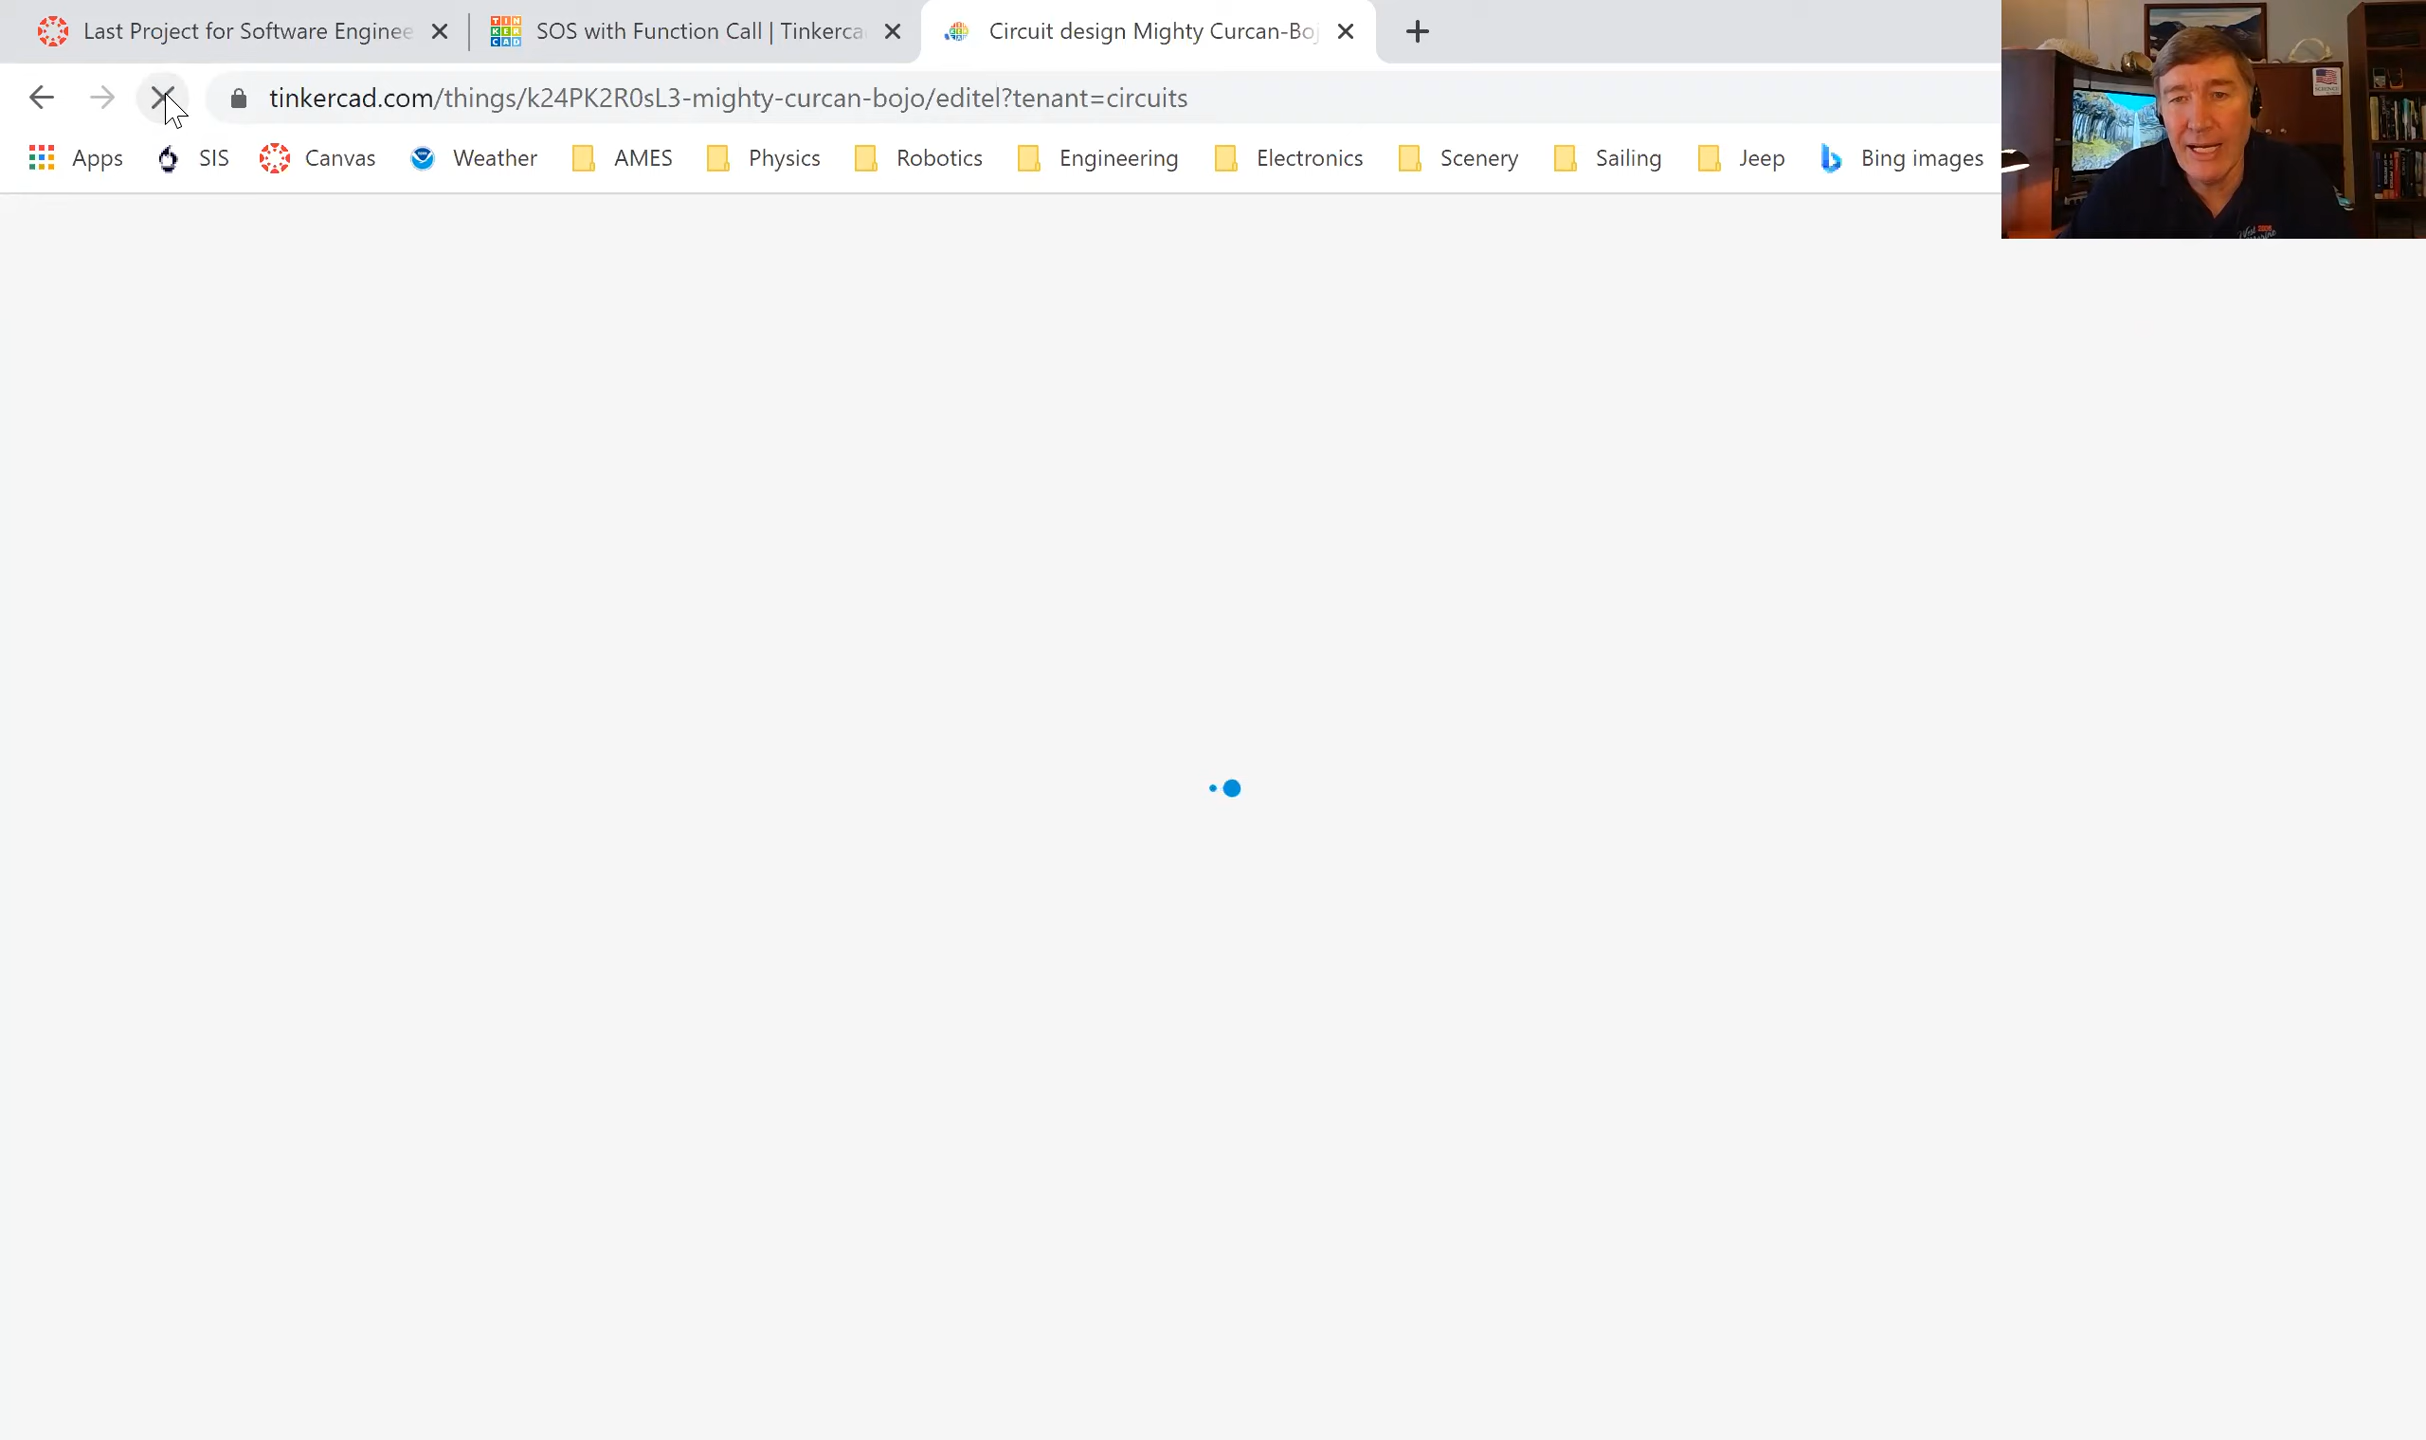 Last Project for Software Enginee
SOS with Function Call | Tinkerca
Circuit design Mighty Curcan-Boj
tinkercad.com/things/k24PK2R0sL3-mighty-curcan-bojo/editel?tenant=circuits
Apps SIS Canvas Weather AMES Physics Robotics Engineering Electronics Scenery Sailing Jeep Bing images